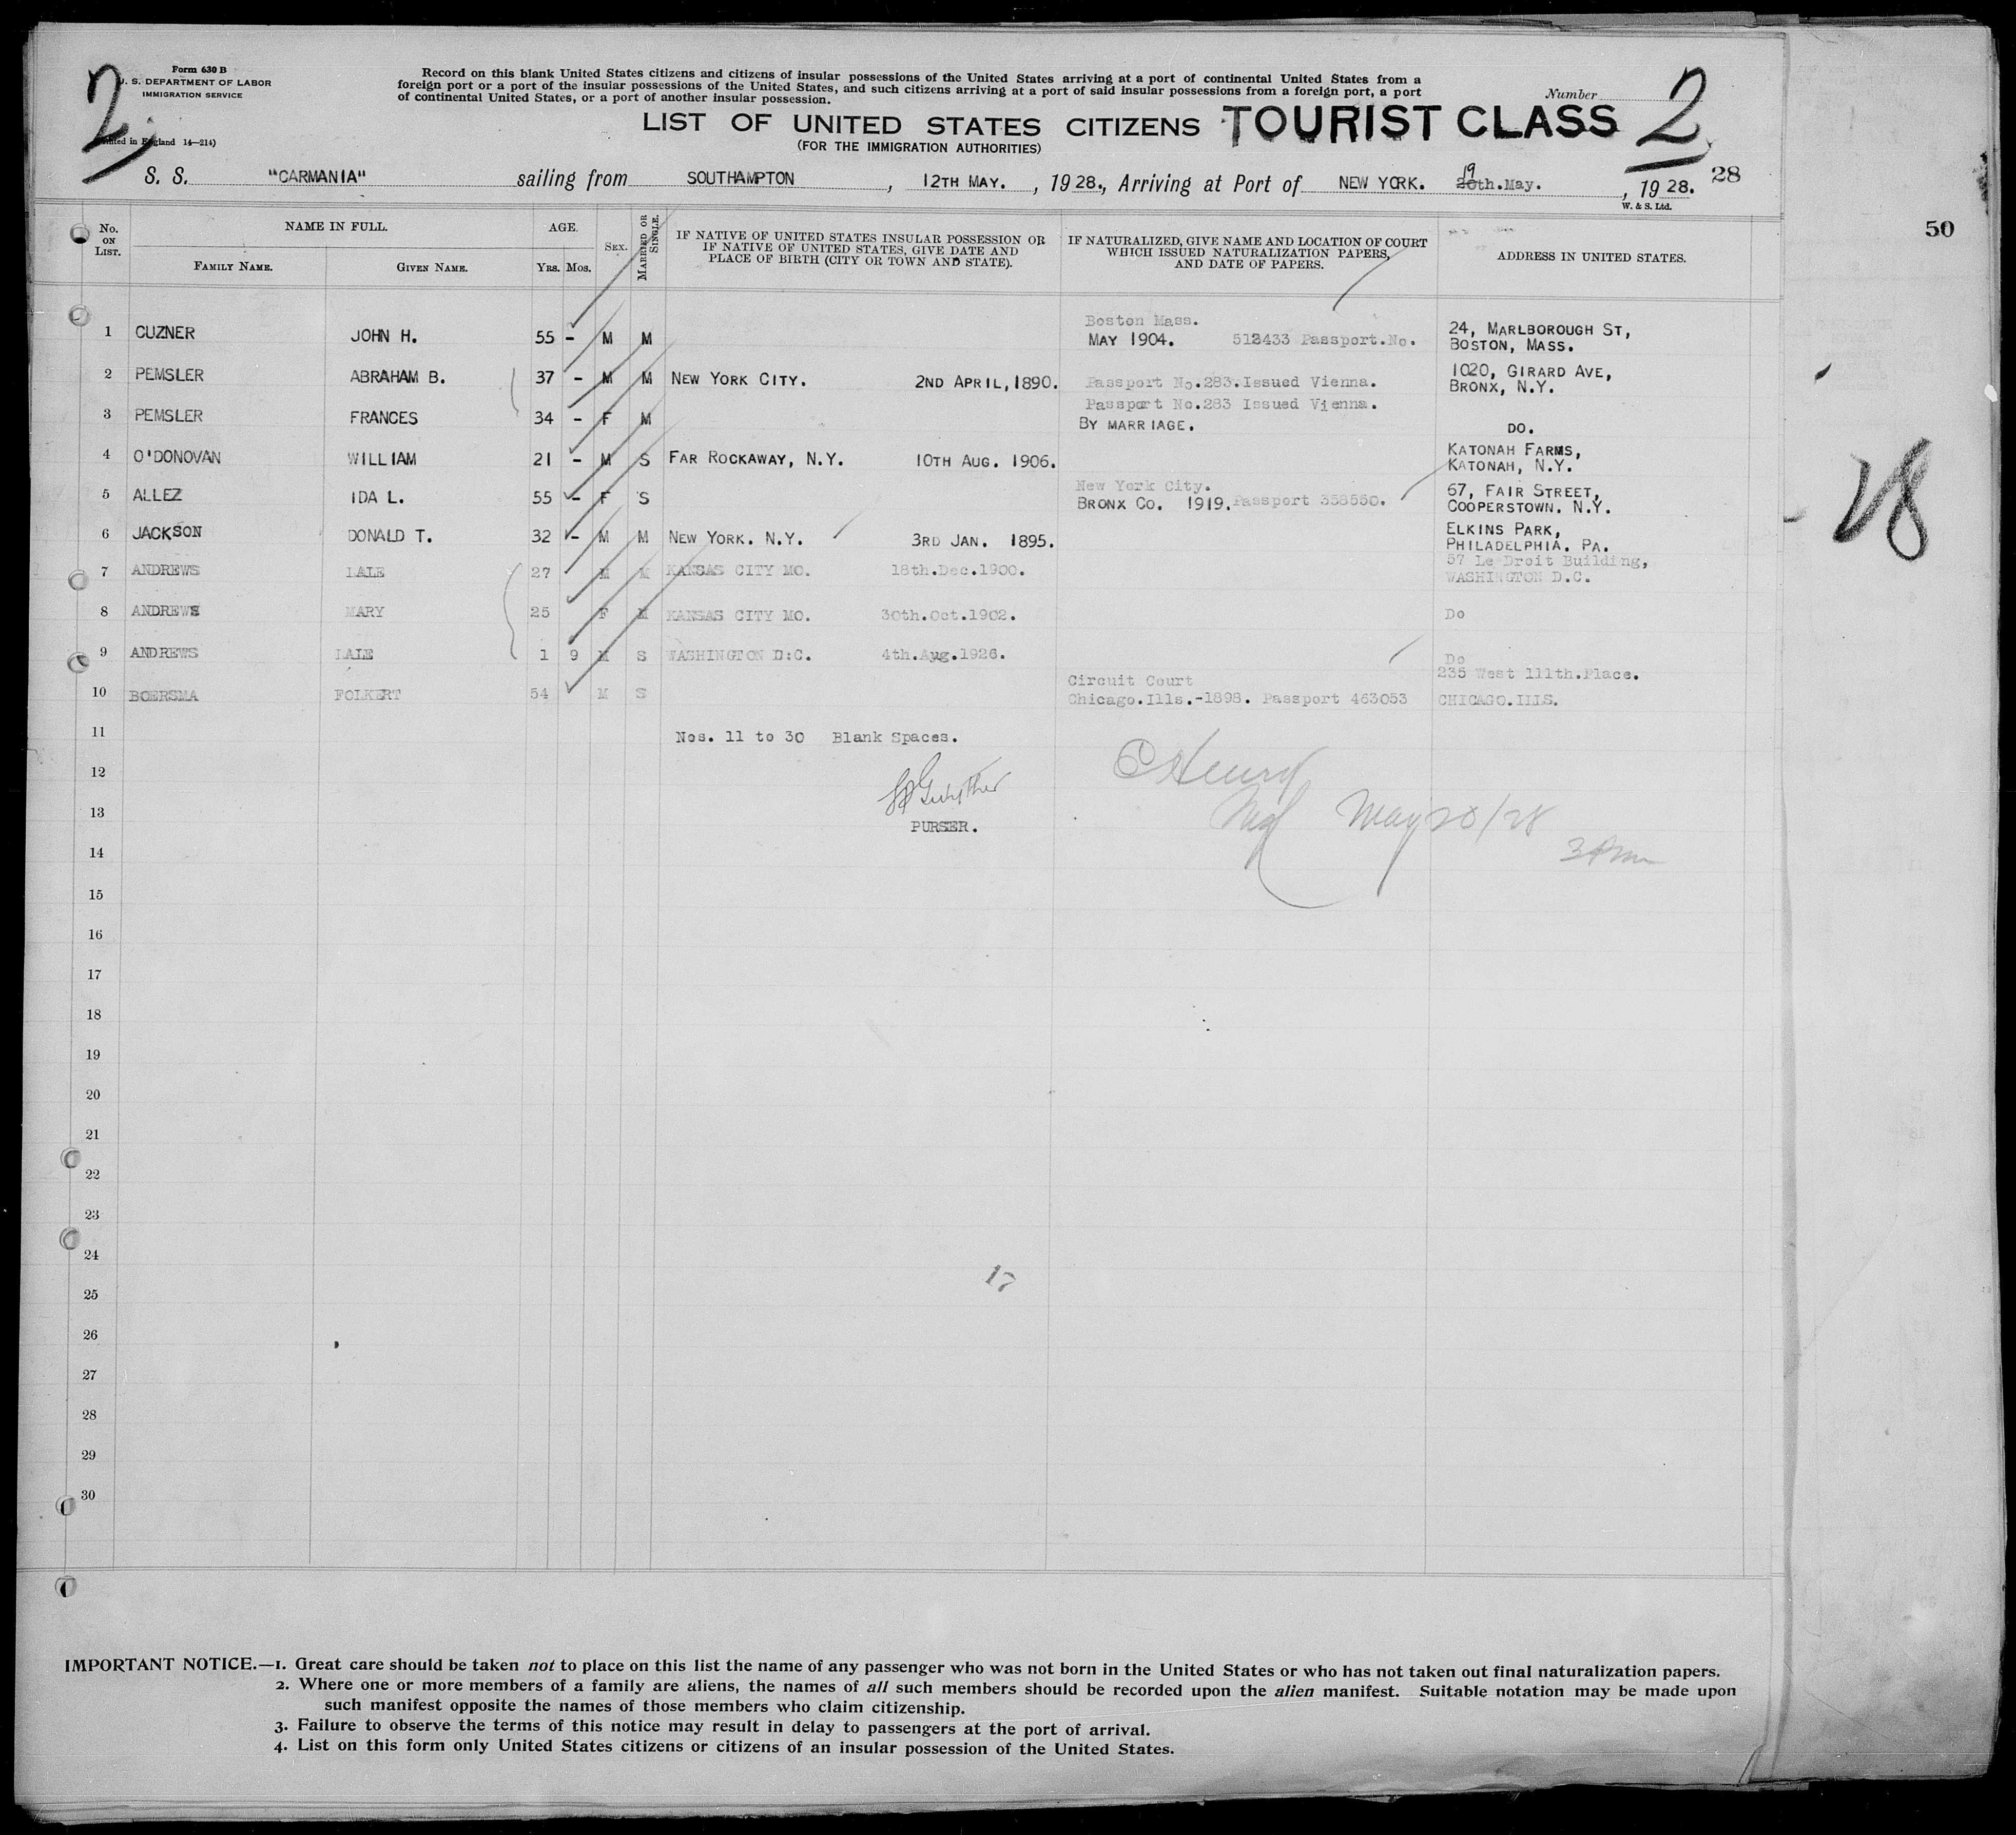 Form 630 B
U. S. DEPARTMENT OF LABOR
IMMIGRATION SERVICE
2
(Printed in England 14—214)
Record on this blank United States citizens and citizens of insular possessions of the United States arriving at a port of continental United States from a
foreign port or a port of the insular possessions of the United States, and such citizens arriving at a port of said insular possessions from a foreign port, a port
of continental United States, or a port of another insular possession.
Number 2
LIST OF UNITED STATES CITIZENS TOURIST CLASS
(FOR THE IMMIGRATION AUTHORITIES)
28
S. S. "CARMANIA" sailing from SOUTHAMPTON, 12TH MAY., 1928., Arriving at Port of NEW YORK. 19 20th.May., 1928.
W. & S. Ltd.
50
No. ON LIST. NAME IN FULL. FAMILY NAME. GIVEN NAME. AGE. YRS. MOS. SEX. MARRIED OR SINGLE. IF NATIVE OF UNITED STATES INSULAR POSSESSION OR IF NATIVE OF UNITED STATES, GIVE DATE AND PLACE OF BIRTH (CITY OR TOWN AND STATE). IF NATURALIZED, GIVE NAME AND LOCATION OF COURT WHICH ISSUED NATURALIZATION PAPERS, AND DATE OF PAPERS. ADDRESS IN UNITED STATES.
Boston Mass.
1 CUZNER JOHN H. 55 - M M MAY 1904. 512433 Passport.No. 24, MARLBOROUGH ST,
BOSTON, MASS.
2 PEMSLER ABRAHAM B. 37 - M M NEW YORK CITY. 2ND APRIL, 1890. Passport No.283.Issued Vienna. 1020, GIRARD AVE,
BRONX, N.Y.
Passport No.283 Issued Vienna.
3 PEMSLER FRANCES 34 - F M BY MARRIAGE. DO.
4 O'DONOVAN WILLIAM 21 - M S FAR ROCKAWAY, N.Y. 10TH AUG. 1906. KATONAH FARMS,
KATONAH, N.Y.
New York City.
5 ALLEZ IDA L. 55 - F S BRONX CO. 1919. Passport 358550. 67, FAIR STREET,
COOPERSTOWN. N.Y.
6 JACKSON DONALD T. 32 - M M NEW YORK. N.Y. 3RD JAN. 1895. ELKINS PARK,
PHILADELPHIA. PA.
7 ANDREWS LALE 27 M M KANSAS CITY MO. 18th.Dec.1900. 57 Le Droit Building,
WASHINGTON D.C.
8 ANDREWS MARY 25 F M KANSAS CITY MO. 30th.Oct.1902. Do
9 ANDREWS LALE 1 9 M S WASHINGTON D:C. 4th.Aug.1926. Do
10 BOERSMA FOLKERT 54 M S Circuit Court
Chicago.Ills.-1898. Passport 463053 235 West 111th.Place.
CHICAGO.ILLS.
28
11 Nos. 11 to 30 Blank Spaces.
12
13 PURSER. May 20/28
3 Pm
14
15
16
17
18
19
20
21
22
23
24
17
25
26
27
28
29
30
IMPORTANT NOTICE.—1. Great care should be taken not to place on this list the name of any passenger who was not born in the United States or who has not taken out final naturalization papers.
2. Where one or more members of a family are aliens, the names of all such members should be recorded upon the alien manifest. Suitable notation may be made upon
such manifest opposite the names of those members who claim citizenship.
3. Failure to observe the terms of this notice may result in delay to passengers at the port of arrival.
4. List on this form only United States citizens or citizens of an insular possession of the United States.